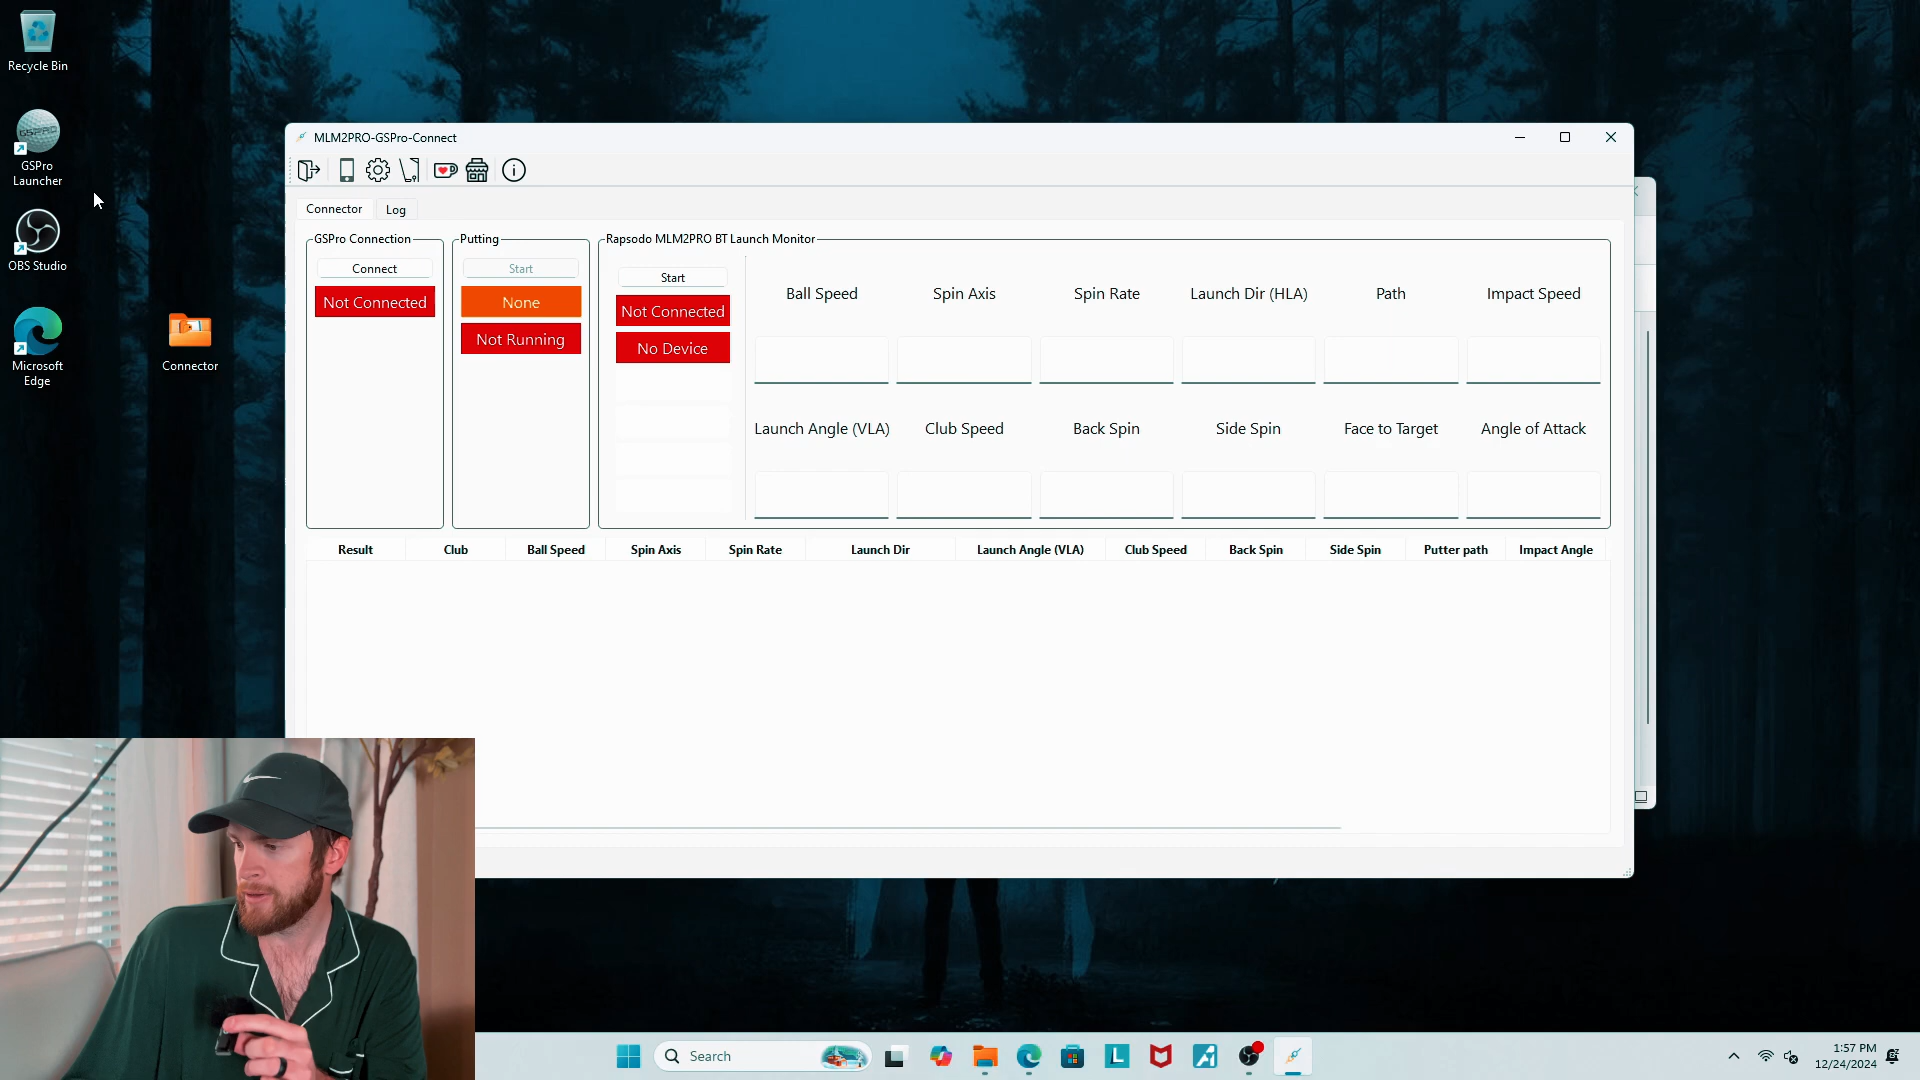 Recycle Bin
GSPRO
GSPro
Launcher
OBS Studio
Microsoft
Edge
Connector
MLM2PRO-GSPro-Connect
Connector
Log
GSPro Connection
Connect
Not Connected
Putting
Start
None
Not Running
Rapsodo MLM2PRO BT Launch Monitor
Start
Not Connected
No Device
Ball Speed
Spin Axis
Spin Rate
Launch Dir (HLA)
Path
Impact Speed
Launch Angle (VLA)
Club Speed
Back Spin
Side Spin
Face to Target
Angle of Attack
Result
Club
Ball Speed
Spin Axis
Spin Rate
Launch Dir
Launch Angle (VLA)
Club Speed
Back Spin
Side Spin
Putter path
Impact Angle
Search
L
1:57 PM
12/24/2024